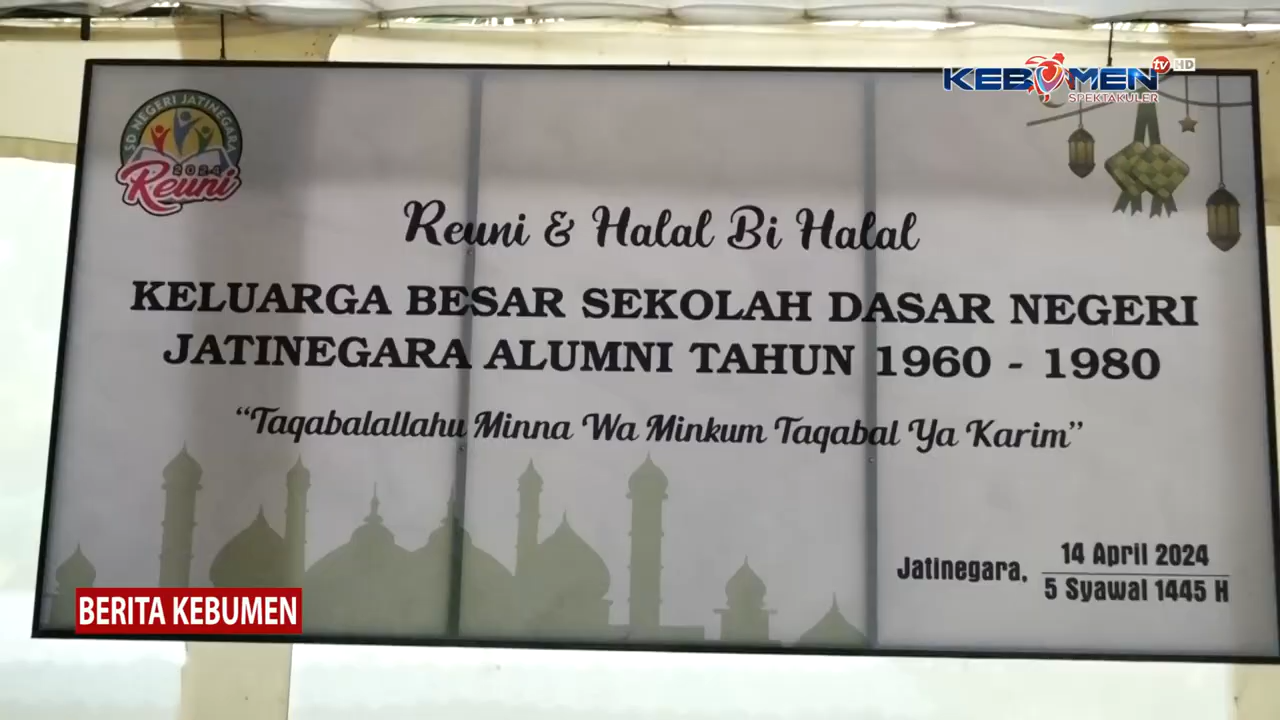 KEBUMEN tv HD
SPEKTAKULER
SD NEGERI JATINEGARA
2024
Reuni
Reuni & Halal Bi Halal
KELUARGA BESAR SEKOLAH DASAR NEGERI
JATINEGARA ALUMNI TAHUN 1960 - 1980
“Taqabalallahu Minna Wa Minkum Taqabal Ya Karim”
Jatinegara, 14 April 2024
5 Syawal 1445 H
BERITA KEBUMEN